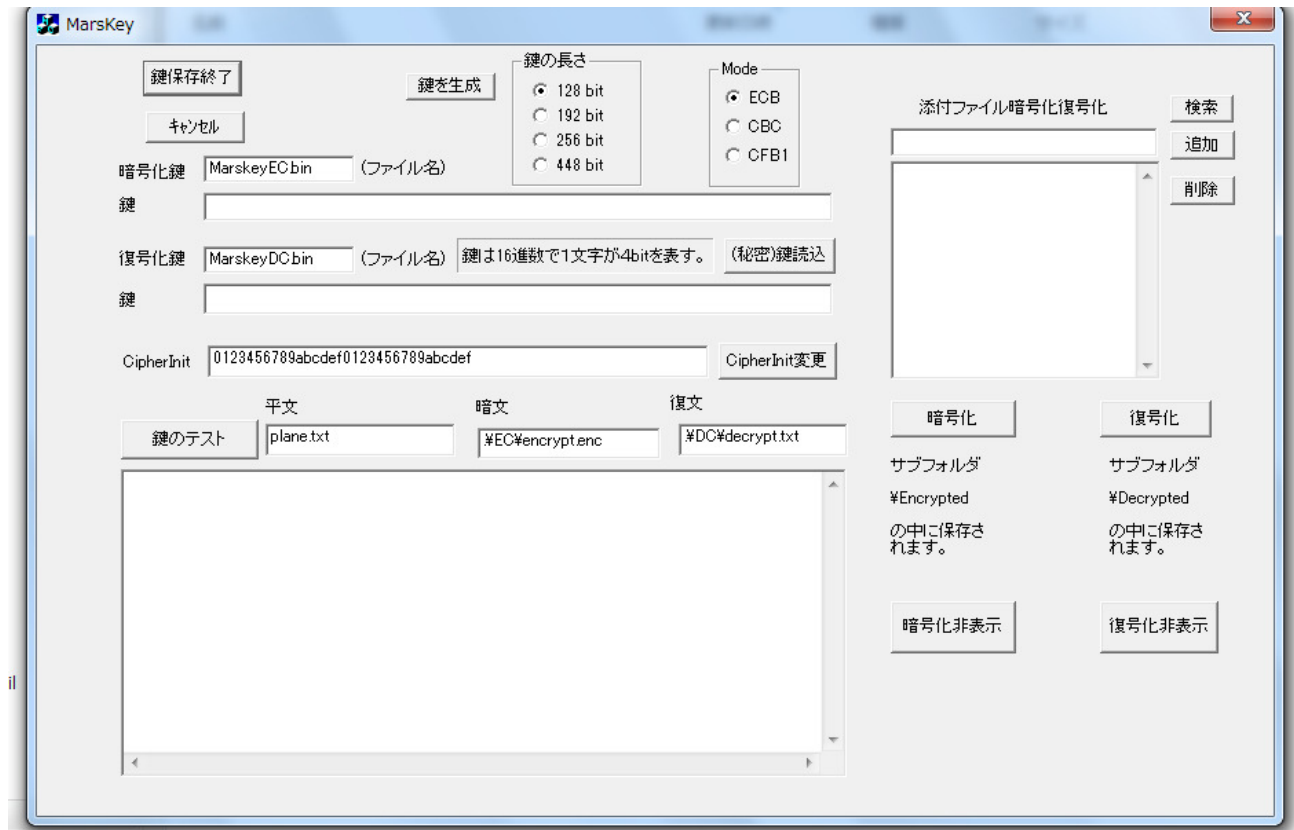 MarsKey
鍵保存終了
鍵を生成
鍵の長さ
128 bit
192 bit
256 bit
448 bit
Mode
ECB
CBC
CFB1
添付ファイル暗号化復号化
検索
追加
削除
キャンセル
暗号化鍵 MarskeyEC.bin (ファイル名)
鍵
復号化鍵 MarskeyDC.bin (ファイル名) 鍵は16進数で1文字が4bitを表す。 (秘密)鍵読込
鍵
CipherInit 0123456789abcdef0123456789abcdef CipherInit変更
平文 暗文 復文
鍵のテスト plane.txt ¥EC¥encrypt.enc ¥DC¥decrypt.txt
暗号化 復号化
サブフォルダ サブフォルダ
¥Encrypted ¥Decrypted
の中に保存さ の中に保存さ
れます。 れます。
暗号化非表示 復号化非表示
il